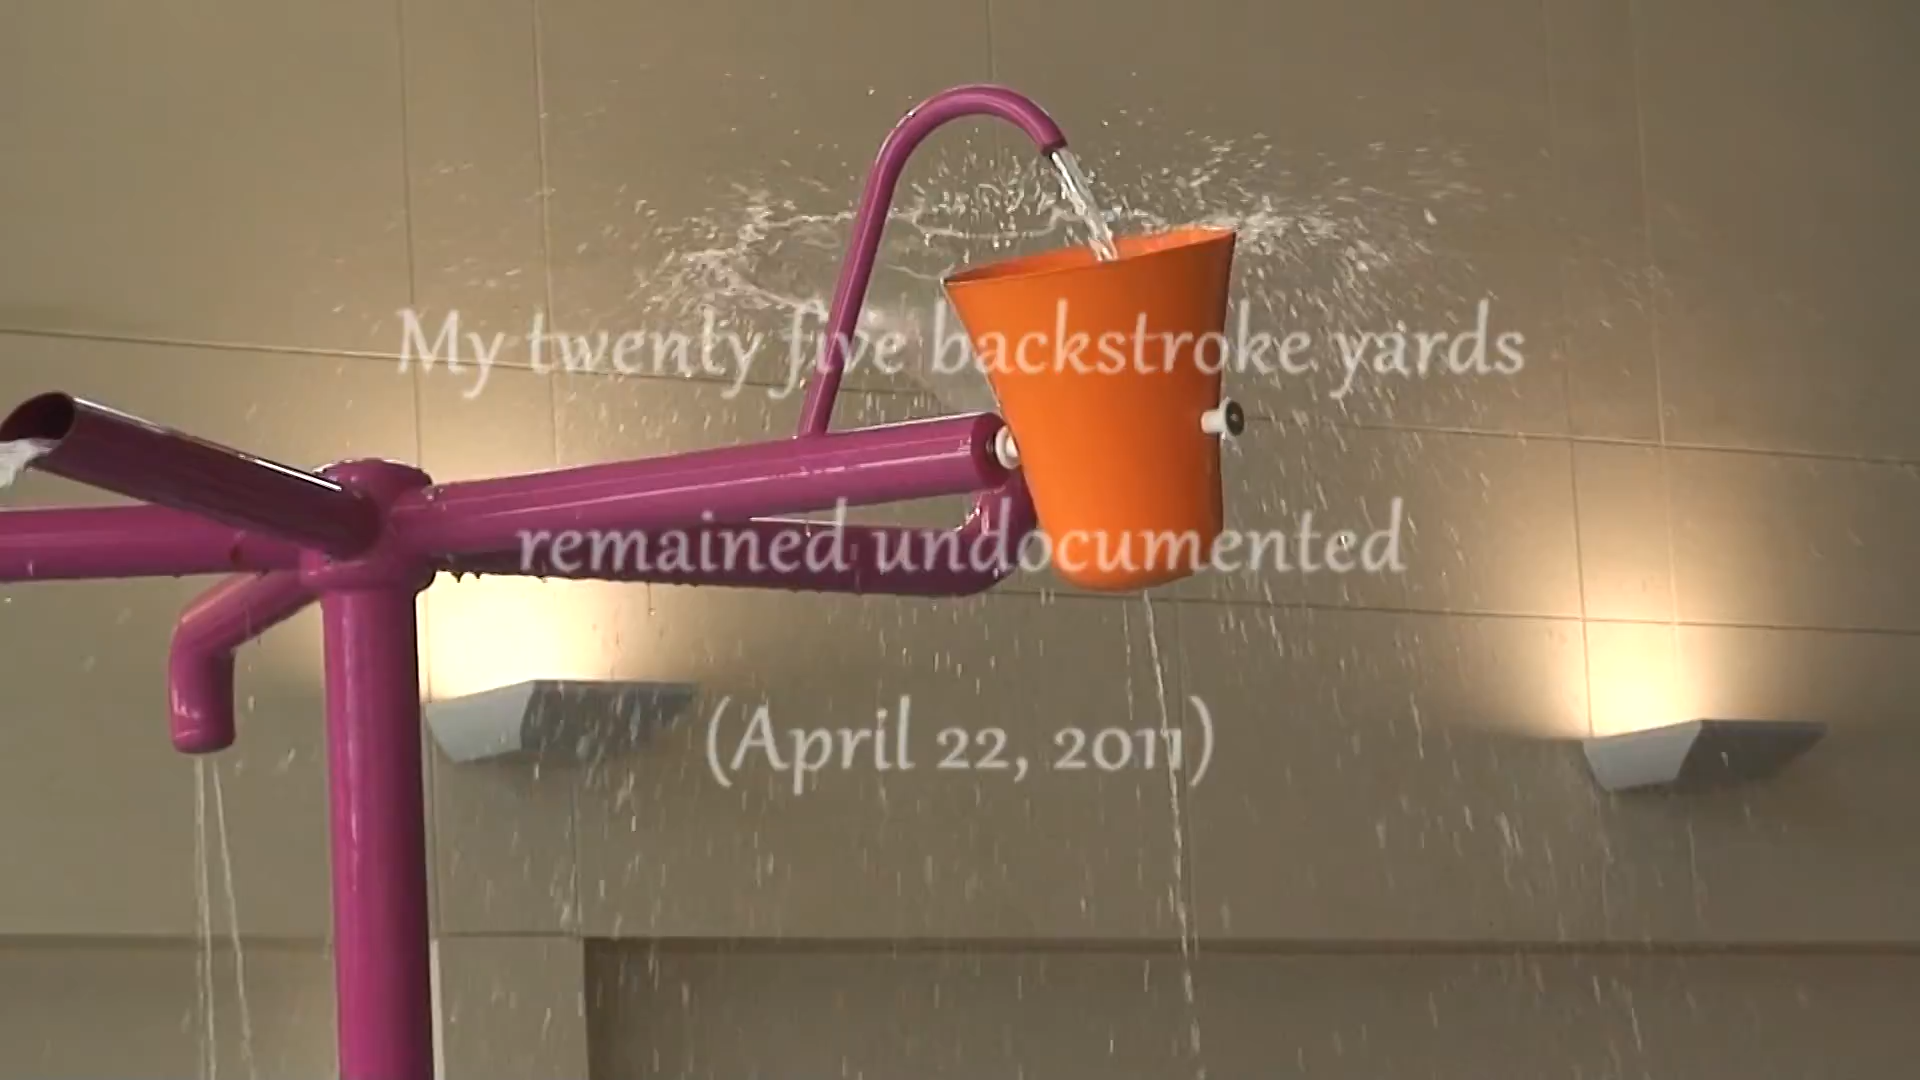 My twenty five backstroke yards
remained undocumented
(April 22, 2011)